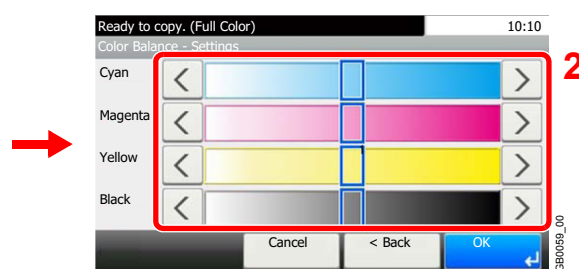 Ready to copy. (Full Color) 10:10
Color Balance - Settings
2
Cyan
Magenta
Yellow
Black
Cancel < Back OK
GB0059_00